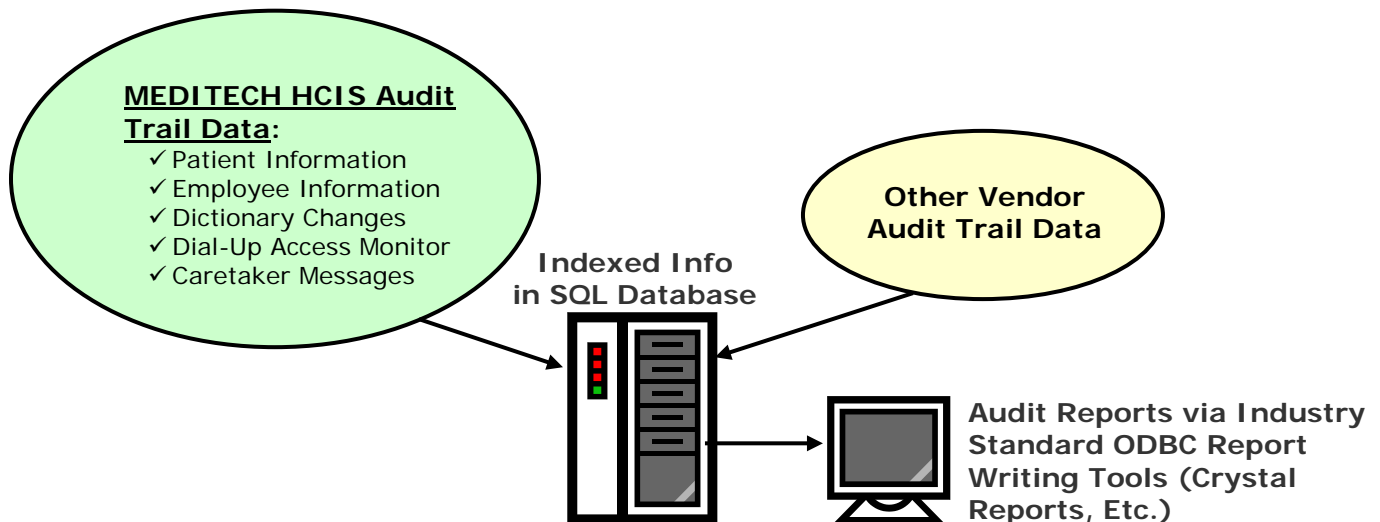 MEDITECH HCIS Audit
Trail Data:
✓ Patient Information
✓ Employee Information
✓ Dictionary Changes
✓ Dial-Up Access Monitor
✓ Caretaker Messages
Other Vendor
Audit Trail Data
Indexed Info
in SQL Database
Audit Reports via Industry
Standard ODBC Report
Writing Tools (Crystal
Reports, Etc.)